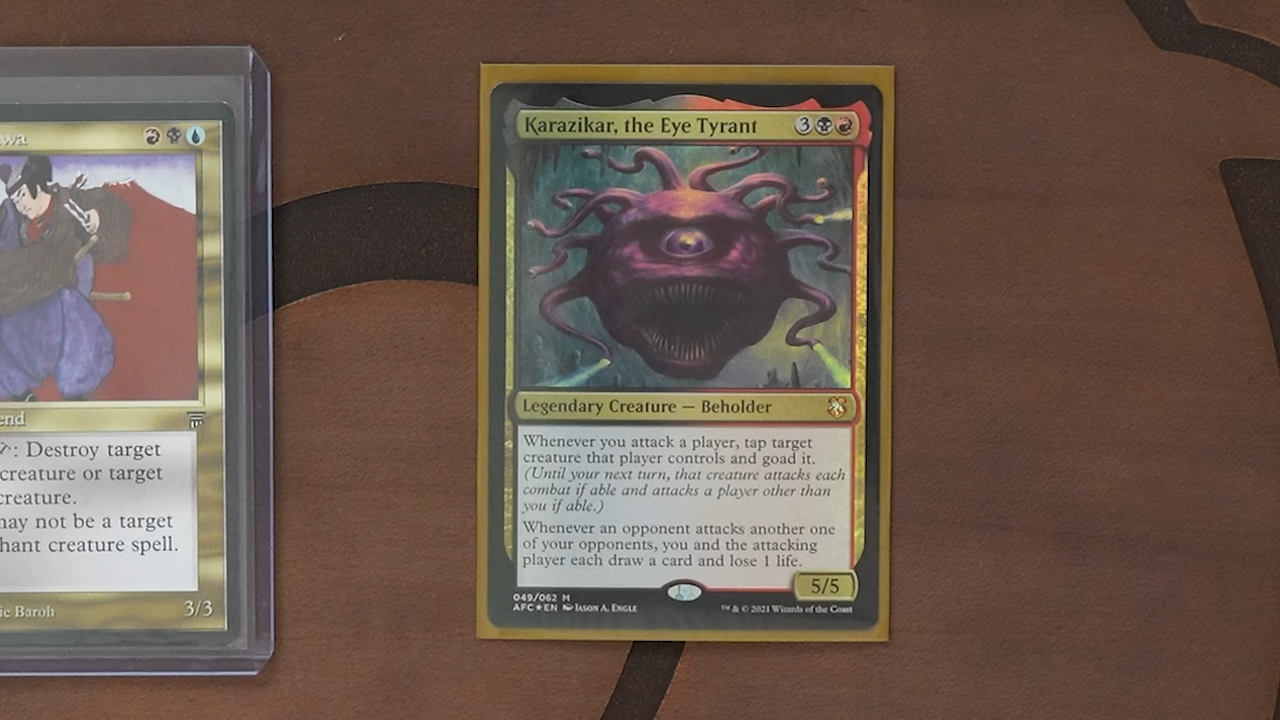 wa
end
: Destroy target
creature or target
creature.
may not be a target
hant creature spell.
ie Baroh
3/3
Karazikar, the Eye Tyrant
3
Legendary Creature — Beholder
Whenever you attack a player, tap target
creature that player controls and goad it.
(Until your next turn, that creature attacks each
combat if able and attacks a player other than
you if able.)
Whenever an opponent attacks another one
of your opponents, you and the attacking
player each draw a card and lose 1 life.
5/5
049/062 M
AFC★EN Jason A. Engle
™ & © 2021 Wizards of the Coast